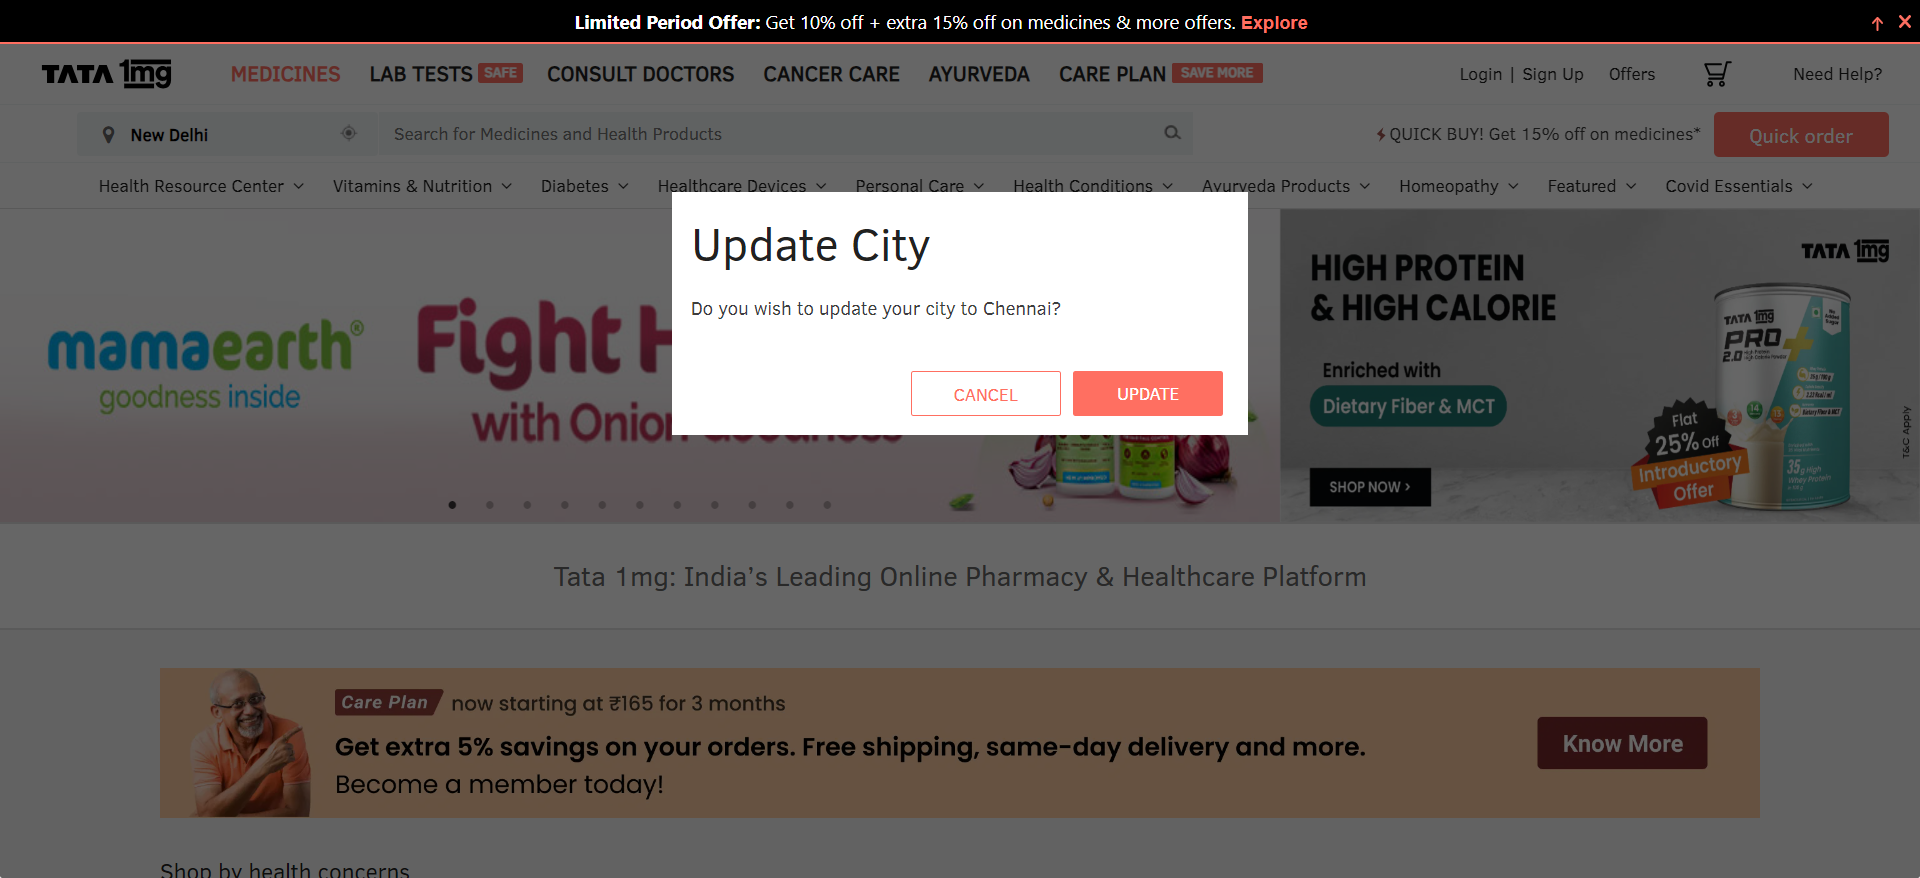 Limited Period Offer: Get 10% off + extra 15% off on medicines & more offers. Explore
TATA 1mg
MEDICINES
LAB TESTS SAFE
CONSULT DOCTORS
CANCER CARE
AYURVEDA
CARE PLAN SAVE MORE
Login | Sign Up
Offers
Need Help?
New Delhi
Search for Medicines and Health Products
QUICK BUY! Get 15% off on medicines*
Quick order
Health Resource Center
Vitamins & Nutrition
Diabetes
Healthcare Devices
Personal Care
Health Conditions
Ayurveda Products
Homeopathy
Featured
Covid Essentials
Update City
Do you wish to update your city to Chennai?
CANCEL
UPDATE
mamaearth®
goodness inside
Fight H
with Onion Goodness
TATA 1mg
HIGH PROTEIN
& HIGH CALORIE
Enriched with
Dietary Fiber & MCT
SHOP NOW ›
TATA 1mg
PRO+
2.0
35g High
Whey Protein
Flat
25% Off
Introductory
Offer
T&C Apply
Tata 1mg: India’s Leading Online Pharmacy & Healthcare Platform
Care Plan now starting at ₹165 for 3 months
Get extra 5% savings on your orders. Free shipping, same-day delivery and more.
Become a member today!
Know More
Shop by health concerns